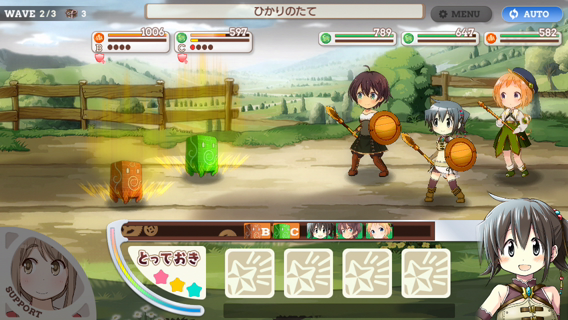 WAVE 2/3 3
ひかりのたて
MENU
AUTO
1006
B
597
C
789
647
582
B C
とっておき
SUPPORT